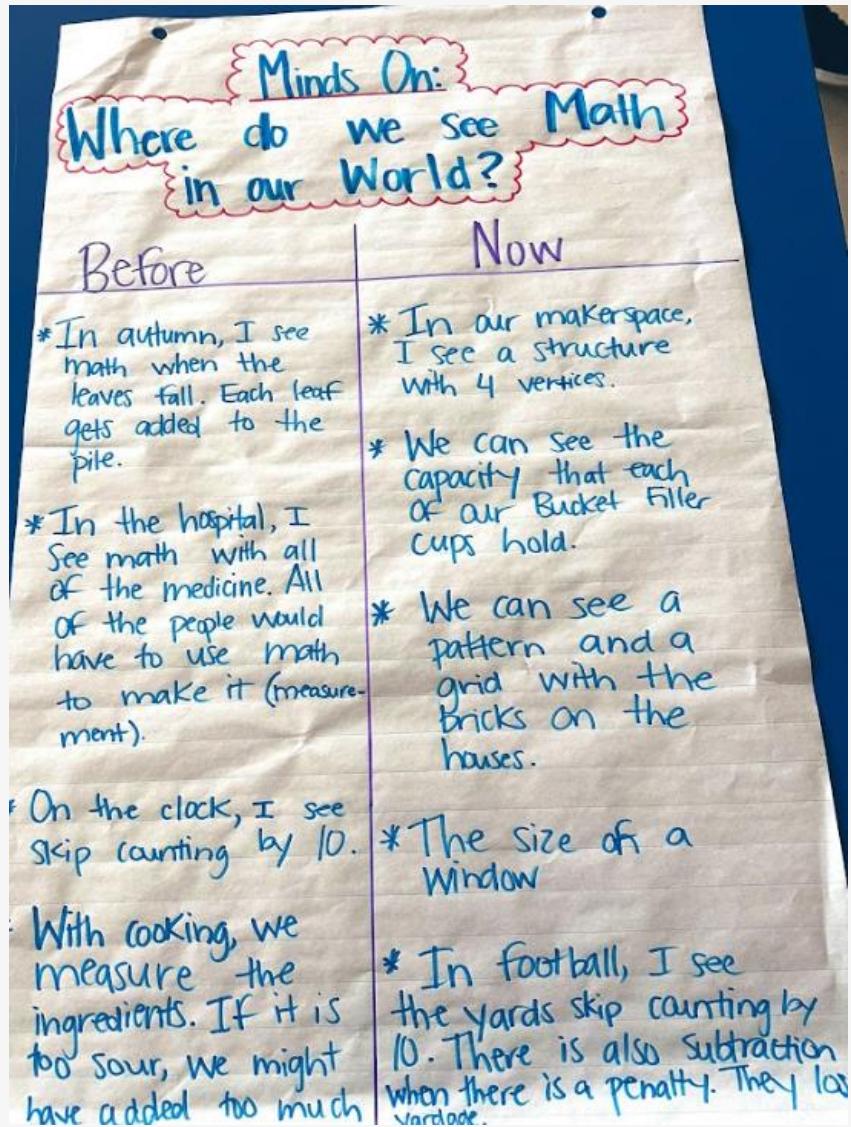 Minds On:
Where do we see Math
in our World?
Before
* In autumn, I see
math when the
leaves fall. Each leaf
gets added to the
pile.
* In the hospital, I
See math with all
of the medicine. All
of the people would
have to use math
to make it (measure-
ment).
On the clock, I see
skip counting by 10.
With cooking, we
measure the
ingredients. If it is
too sour, we might
have added too much
Now
* In our makerspace,
I see a structure
with 4 vertices.
* We can see the
capacity that each
of our Bucket Filler
cups hold.
* We can see a
pattern and a
grid with the
bricks on the
houses.
* The size of a
window
* In football, I see
the yards skip counting by
10. There is also subtraction
when there is a penalty. They
yardage.